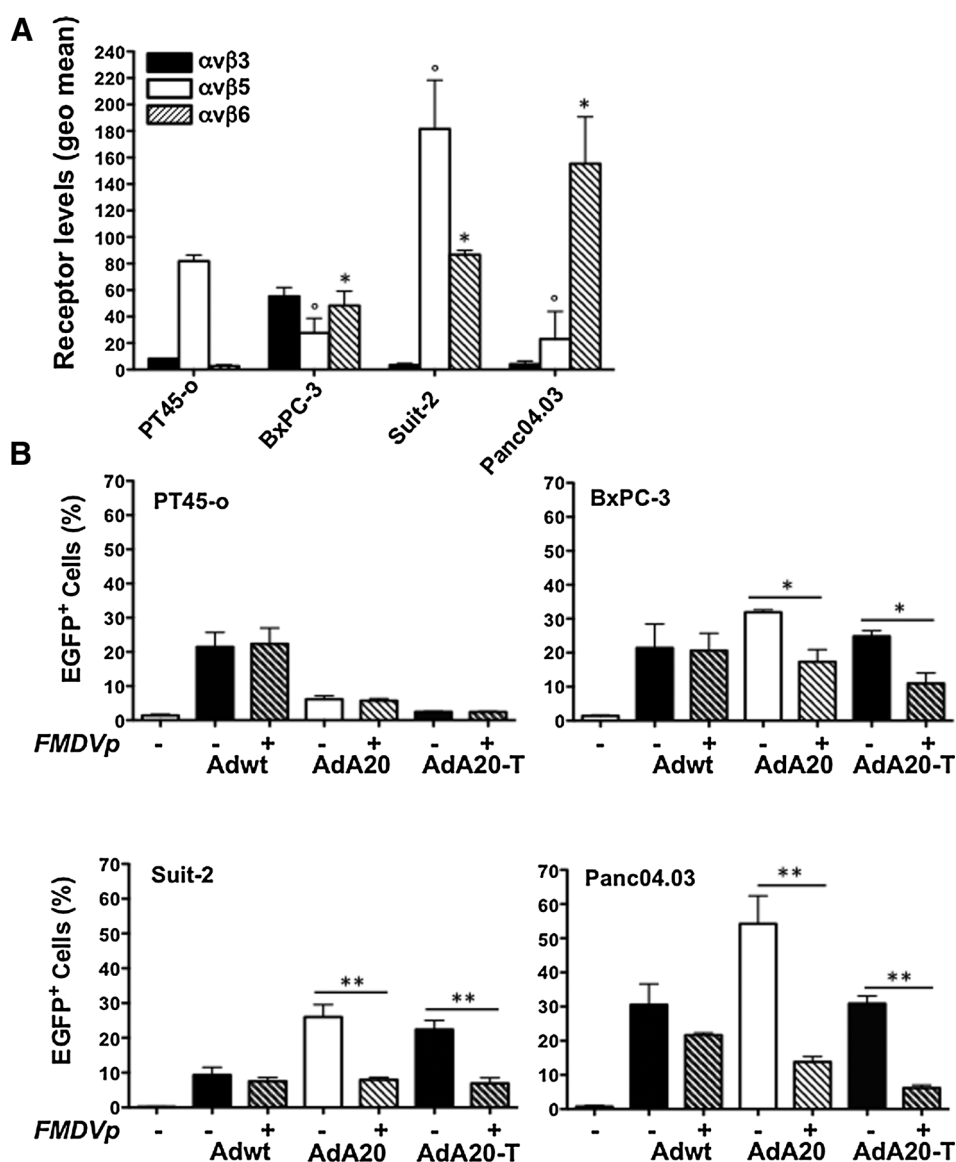 A
Receptor levels (geo mean)
240
220
200
180
160
140
120
100
80
60
40
20
0
αvβ3
αvβ5
αvβ6
° ° °
* * *
PT45-o BxPC-3 Suit-2 Panc04.03
B
PT45-o
EGFP+ Cells (%)
70
60
50
40
30
20
10
0
FMDVp - - + - + - +
Adwt AdA20 AdA20-T
BxPC-3
70
60
50
40
30
20
10
0
* *
- - + - + - +
Adwt AdA20 AdA20-T
Suit-2
EGFP+ Cells (%)
70
60
50
40
30
20
10
0
** **
FMDVp - - + - + - +
Adwt AdA20 AdA20-T
Panc04.03
70
60
50
40
30
20
10
0
** **
- - + - + - +
Adwt AdA20 AdA20-T